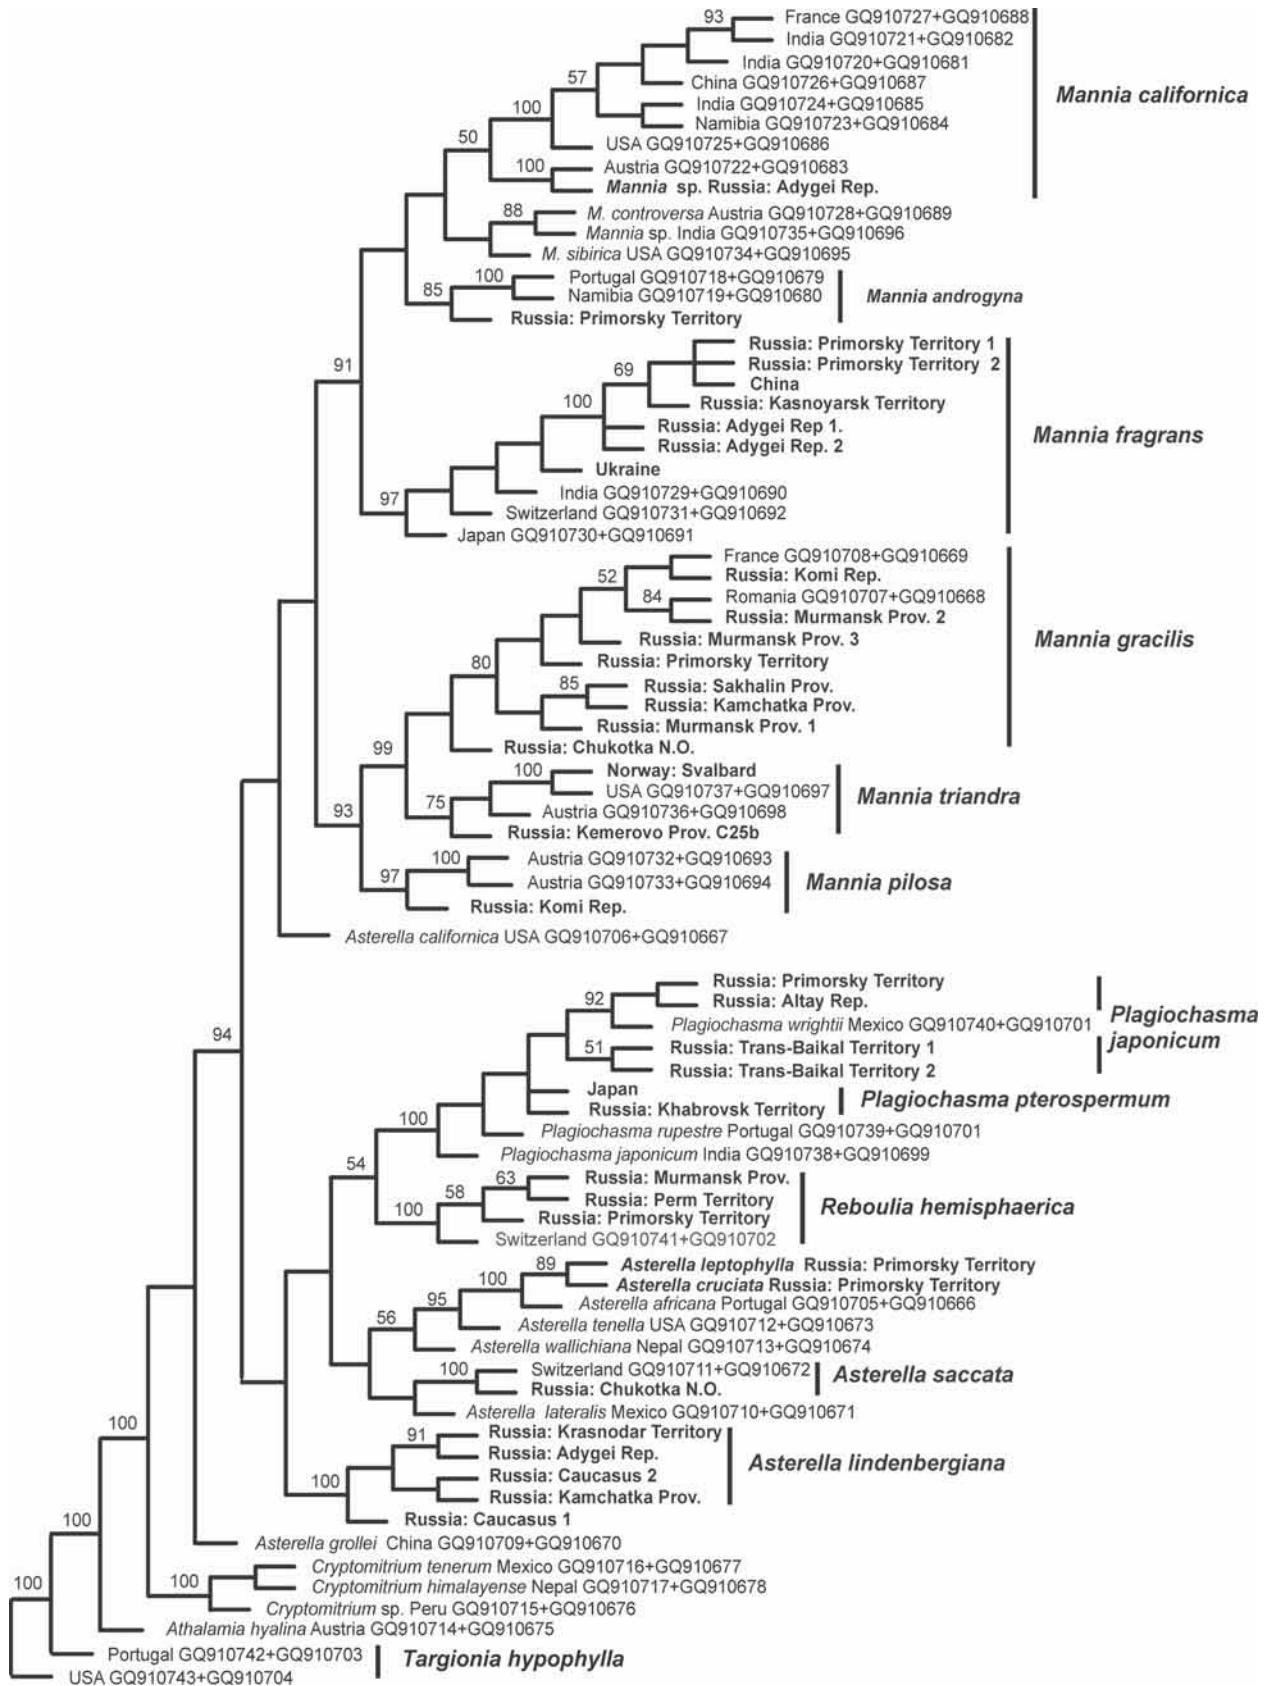 93
France GQ910727+GQ910688
India GQ910721+GQ910682
India GQ910720+GQ910681
57
China GQ910726+GQ910687
Mannia californica
India GQ910724+GQ910685
100
Namibia GQ910723+GQ910684
50
USA GQ910725+GQ910686
100
Austria GQ910722+GQ910683
Mannia sp. Russia: Adygei Rep.
88
M. controversa Austria GQ910728+GQ910689
Mannia sp. India GQ910735+GQ910696
M. sibirica USA GQ910734+GQ910695
100
Portugal GQ910718+GQ910679
85
Namibia GQ910719+GQ910680
Mannia androgyna
Russia: Primorsky Territory
Russia: Primorsky Territory 1
91
Russia: Primorsky Territory 2
69
China
100
Russia: Kasnoyarsk Territory
Russia: Adygei Rep 1.
Mannia fragrans
Russia: Adygei Rep. 2
Ukraine
97
India GQ910729+GQ910690
Switzerland GQ910731+GQ910692
Japan GQ910730+GQ910691
France GQ910708+GQ910669
52
Russia: Komi Rep.
84
Romania GQ910707+GQ910668
Russia: Murmansk Prov. 2
Russia: Murmansk Prov. 3
Mannia gracilis
80
Russia: Primorsky Territory
85
Russia: Sakhalin Prov.
Russia: Kamchatka Prov.
Russia: Murmansk Prov. 1
99
Russia: Chukotka N.O.
100
Norway: Svalbard
USA GQ910737+GQ910697
Mannia triandra
75
Austria GQ910736+GQ910698
93
Russia: Kemerovo Prov. C25b
100
Austria GQ910732+GQ910693
97
Austria GQ910733+GQ910694
Mannia pilosa
Russia: Komi Rep.
Asterella californica USA GQ910706+GQ910667
Russia: Primorsky Territory
92
Russia: Altay Rep.
Plagiochasma
japonicum
Plagiochasma wrightii Mexico GQ910740+GQ910701
94
51
Russia: Trans-Baikal Territory 1
Russia: Trans-Baikal Territory 2
Japan
Russia: Khabrovsk Territory
Plagiochasma pterospermum
100
Plagiochasma rupestre Portugal GQ910739+GQ910701
Plagiochasma japonicum India GQ910738+GQ910699
54
63
Russia: Murmansk Prov.
58
Russia: Perm Territory
Reboulia hemisphaerica
100
Russia: Primorsky Territory
Switzerland GQ910741+GQ910702
89
Asterella leptophylla Russia: Primorsky Territory
100
Asterella cruciata Russia: Primorsky Territory
95
Asterella africana Portugal GQ910705+GQ910666
56
Asterella tenella USA GQ910712+GQ910673
Asterella wallichiana Nepal GQ910713+GQ910674
100
Switzerland GQ910711+GQ910672
Asterella saccata
Russia: Chukotka N.O.
Asterella lateralis Mexico GQ910710+GQ910671
100
91
Russia: Krasnodar Territory
Russia: Adygei Rep.
Asterella lindenbergiana
100
Russia: Caucasus 2
Russia: Kamchatka Prov.
Russia: Caucasus 1
100
Asterella grollei China GQ910709+GQ910670
Cryptomitrium tenerum Mexico GQ910716+GQ910677
100
100
Cryptomitrium himalayense Nepal GQ910717+GQ910678
Cryptomitrium sp. Peru GQ910715+GQ910676
Athalamia hyalina Austria GQ910714+GQ910675
Portugal GQ910742+GQ910703
Targionia hypophylla
USA GQ910743+GQ910704